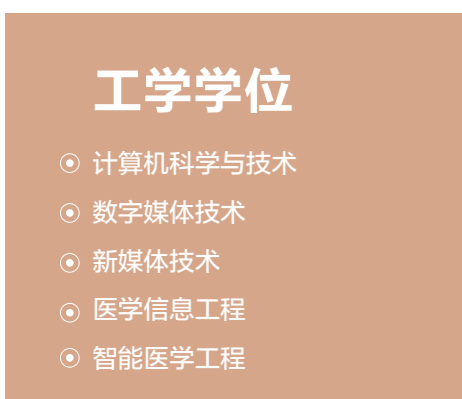 工学学位
计算机科学与技术
数字媒体技术
新媒体技术
医学信息工程
智能医学工程